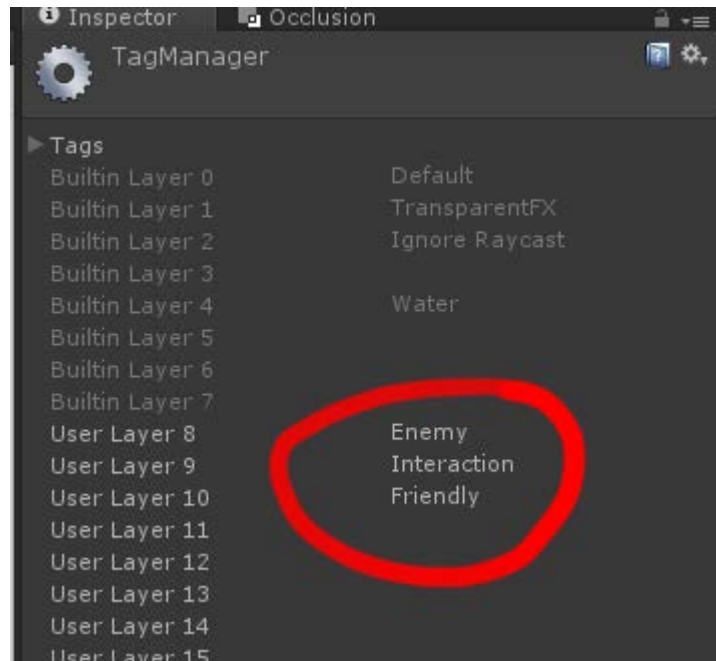 Inspector Occlusion
TagManager
Tags
Builtin Layer 0 Default
Builtin Layer 1 TransparentFX
Builtin Layer 2 Ignore Raycast
Builtin Layer 3
Builtin Layer 4 Water
Builtin Layer 5
Builtin Layer 6
Builtin Layer 7
User Layer 8 Enemy
User Layer 9 Interaction
User Layer 10 Friendly
User Layer 11
User Layer 12
User Layer 13
User Layer 14
User Layer 15